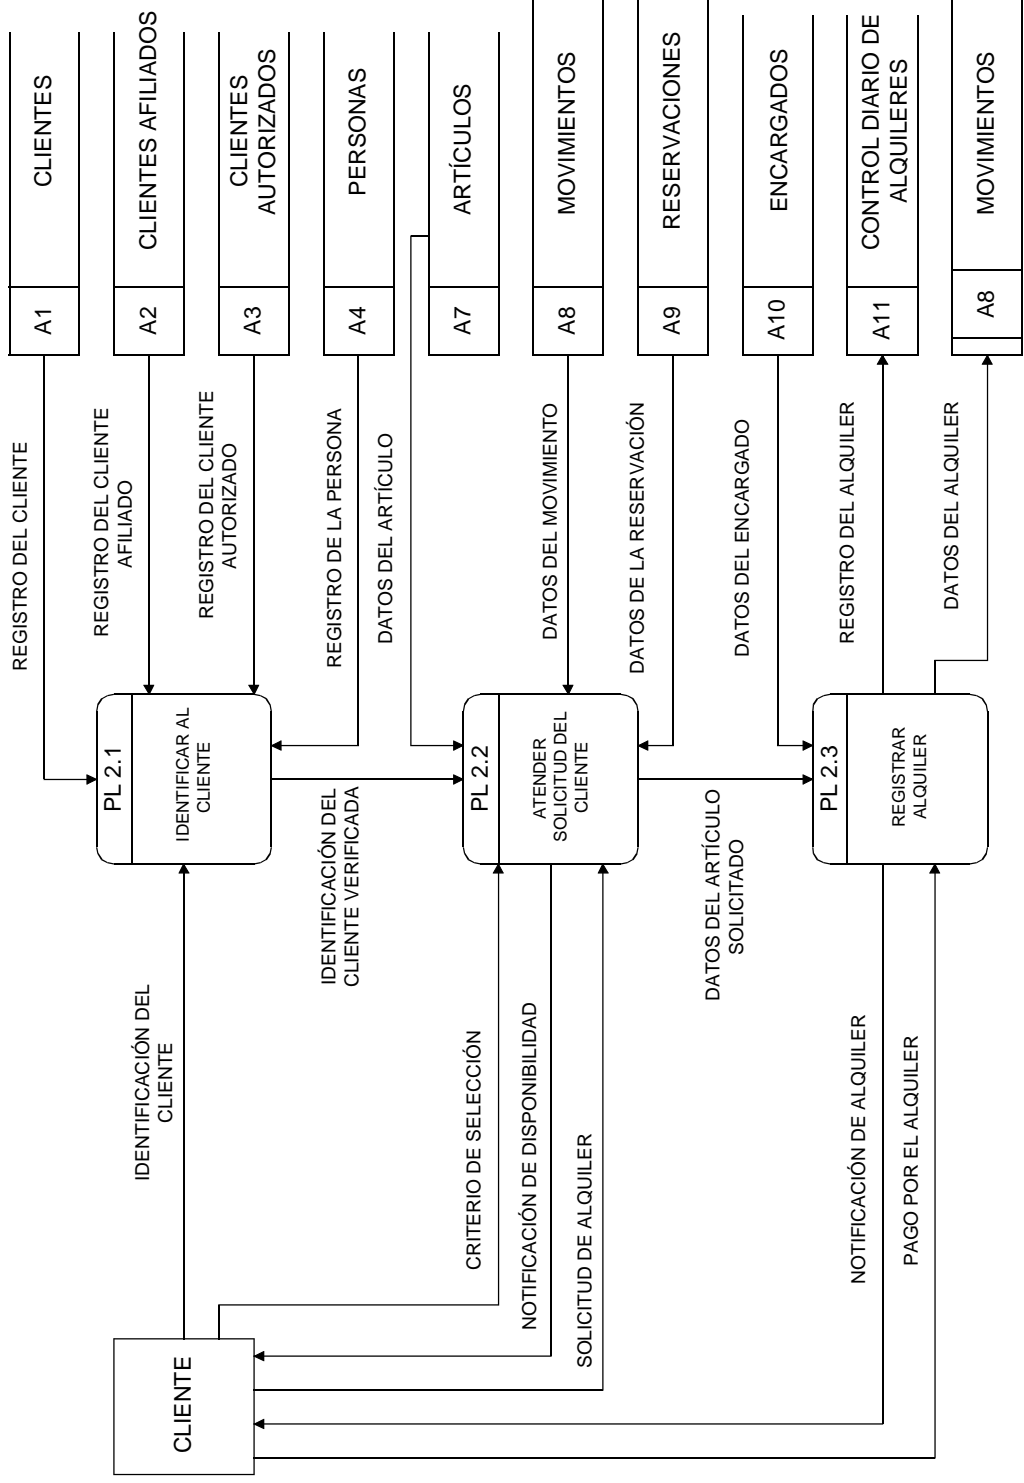 CLIENTE
IDENTIFICACIÓN DEL
CLIENTE
CRITERIO DE SELECCIÓN
NOTIFICACIÓN DE DISPONIBILIDAD
SOLICITUD DE ALQUILER
NOTIFICACIÓN DE ALQUILER
PAGO POR EL ALQUILER
PL 2.1
IDENTIFICAR AL
CLIENTE
IDENTIFICACIÓN DEL
CLIENTE VERIFICADA
PL 2.2
ATENDER
SOLICITUD DEL
CLIENTE
DATOS DEL ARTÍCULO
SOLICITADO
PL 2.3
REGISTRAR
ALQUILER
REGISTRO DEL CLIENTE
REGISTRO DEL CLIENTE
AFILIADO
REGISTRO DEL CLIENTE
AUTORIZADO
REGISTRO DE LA PERSONA
DATOS DEL ARTÍCULO
DATOS DEL MOVIMIENTO
DATOS DE LA RESERVACIÓN
DATOS DEL ENCARGADO
REGISTRO DEL ALQUILER
DATOS DEL ALQUILER
A1
CLIENTES
A2
CLIENTES AFILIADOS
A3
CLIENTES
AUTORIZADOS
A4
PERSONAS
A7
ARTÍCULOS
A8
MOVIMIENTOS
A9
RESERVACIONES
A10
ENCARGADOS
A11
CONTROL DIARIO DE
ALQUILERES
A8
MOVIMIENTOS